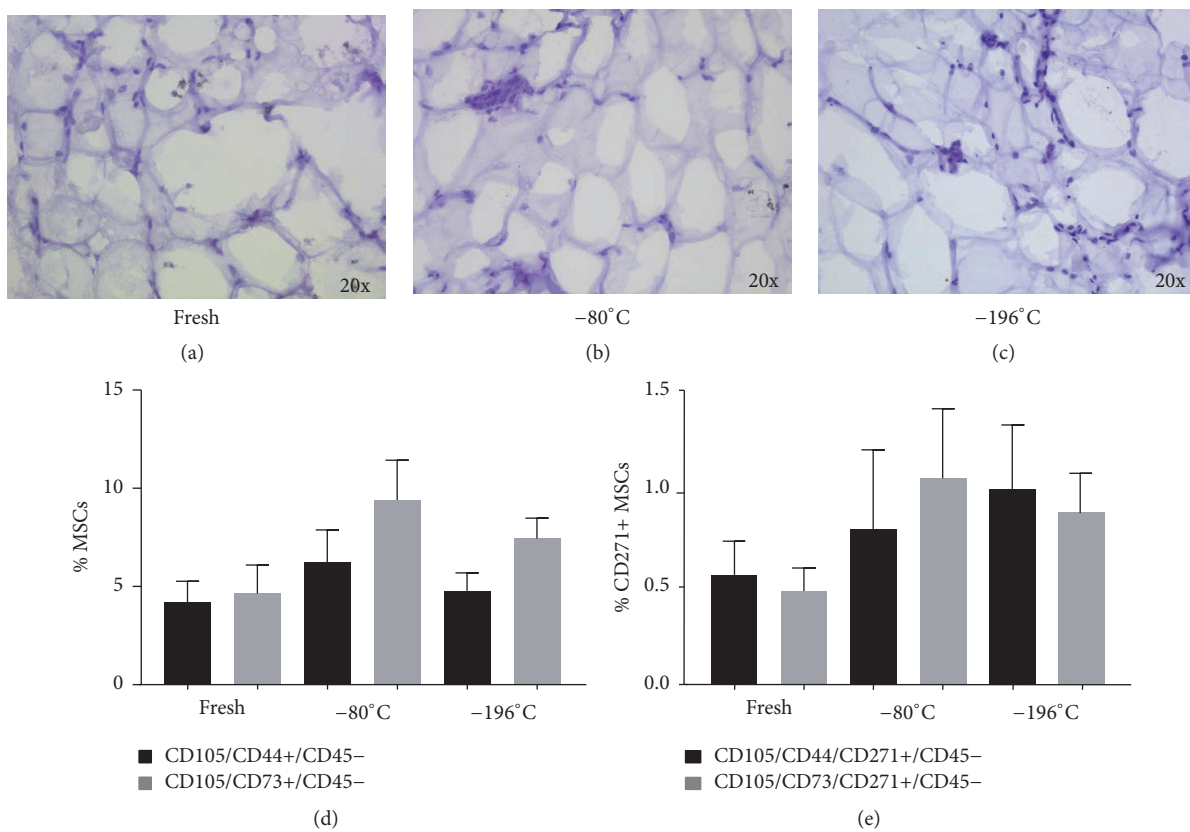 20x
20x
20x
Fresh
−80°C
−196°C
(a)
(b)
(c)
15
10
5
0
% MSCs
Fresh
−80°C
−196°C
CD105/CD44+/CD45−
CD105/CD73+/CD45−
(d)
1.5
1.0
0.5
0.0
% CD271+ MSCs
Fresh
−80°C
−196°C
CD105/CD44/CD271+/CD45−
CD105/CD73/CD271+/CD45−
(e)